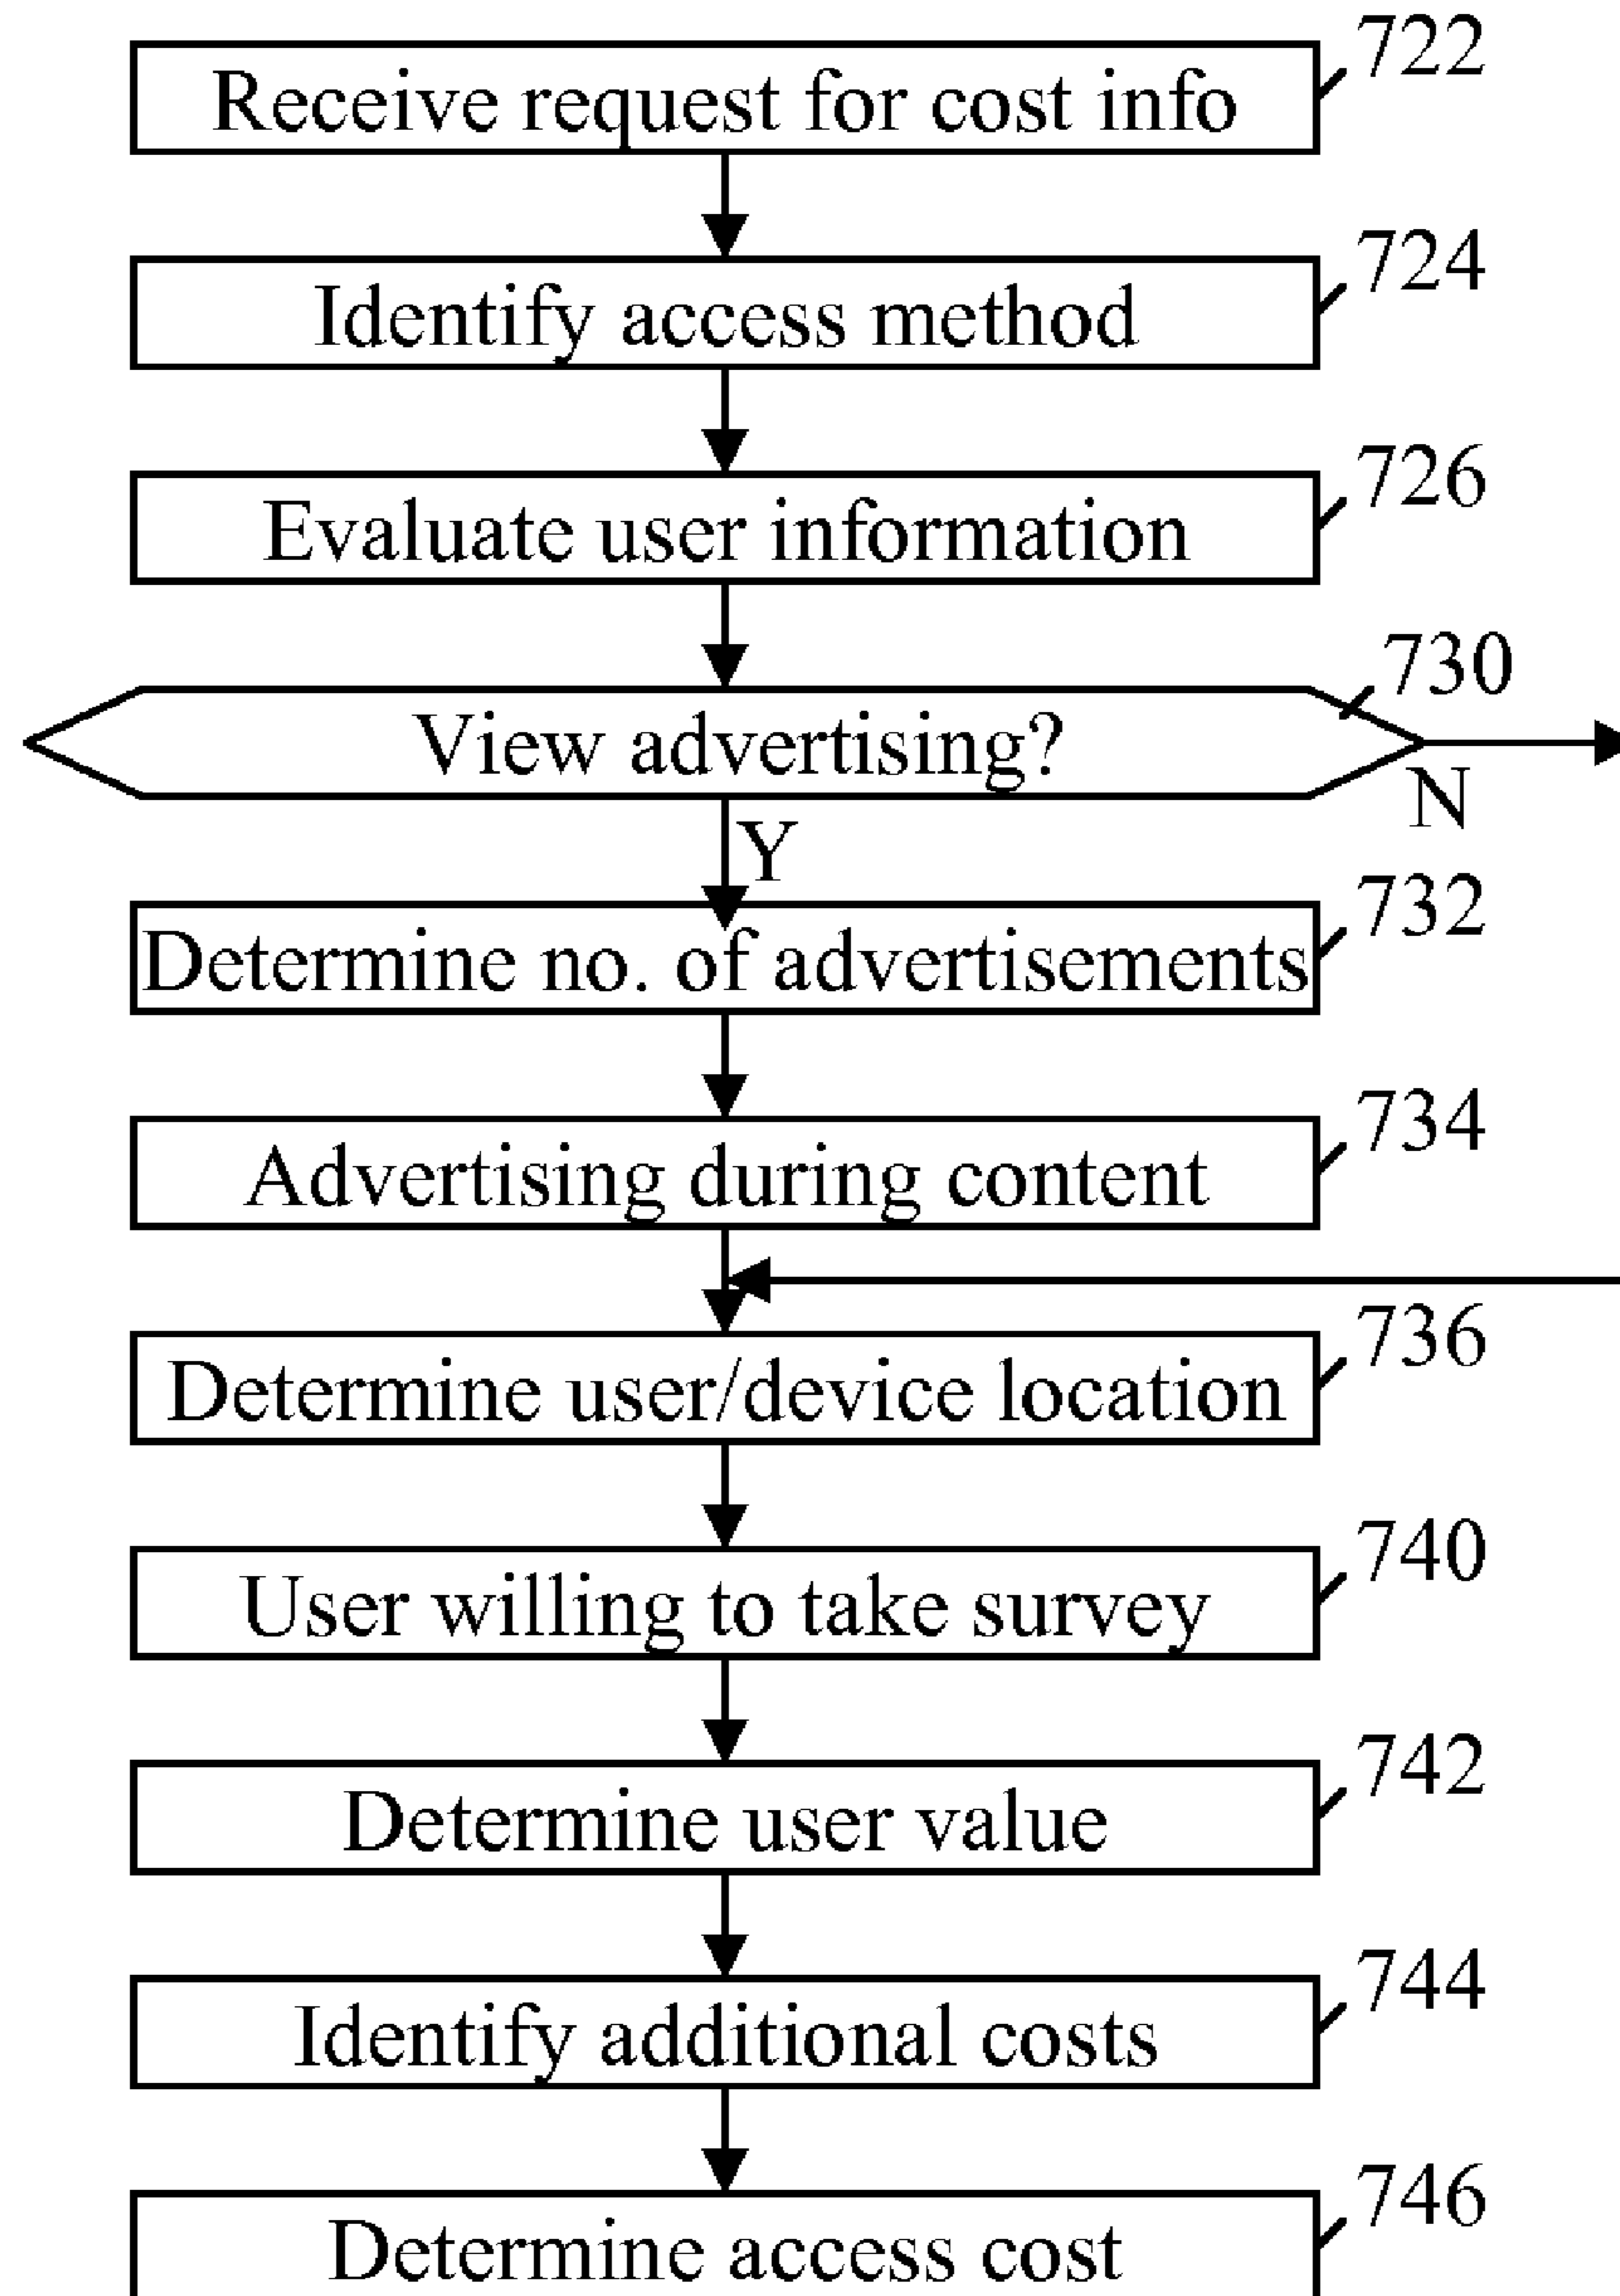 722
Receive request for cost info
724
Identify access method
726
Evaluate user information
730
View advertising?
N
Y
732
Determine no. of advertisements
734
Advertising during content
736
Determine user/device location
740
User willing to take survey
742
Determine user value
744
Identify additional costs
746
Determine access cost